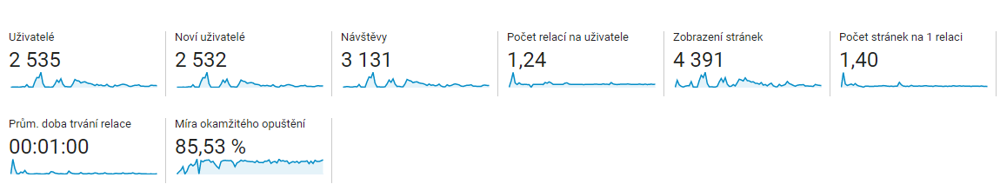 Uživatelé
2 535
Noví uživatelé
2 532
Návštěvy
3 131
Počet relací na uživatele
1,24
Zobrazení stránek
4 391
Počet stránek na 1 relaci
1,40
Prům. doba trvání relace
00:01:00
Míra okamžitého opuštění
85,53 %